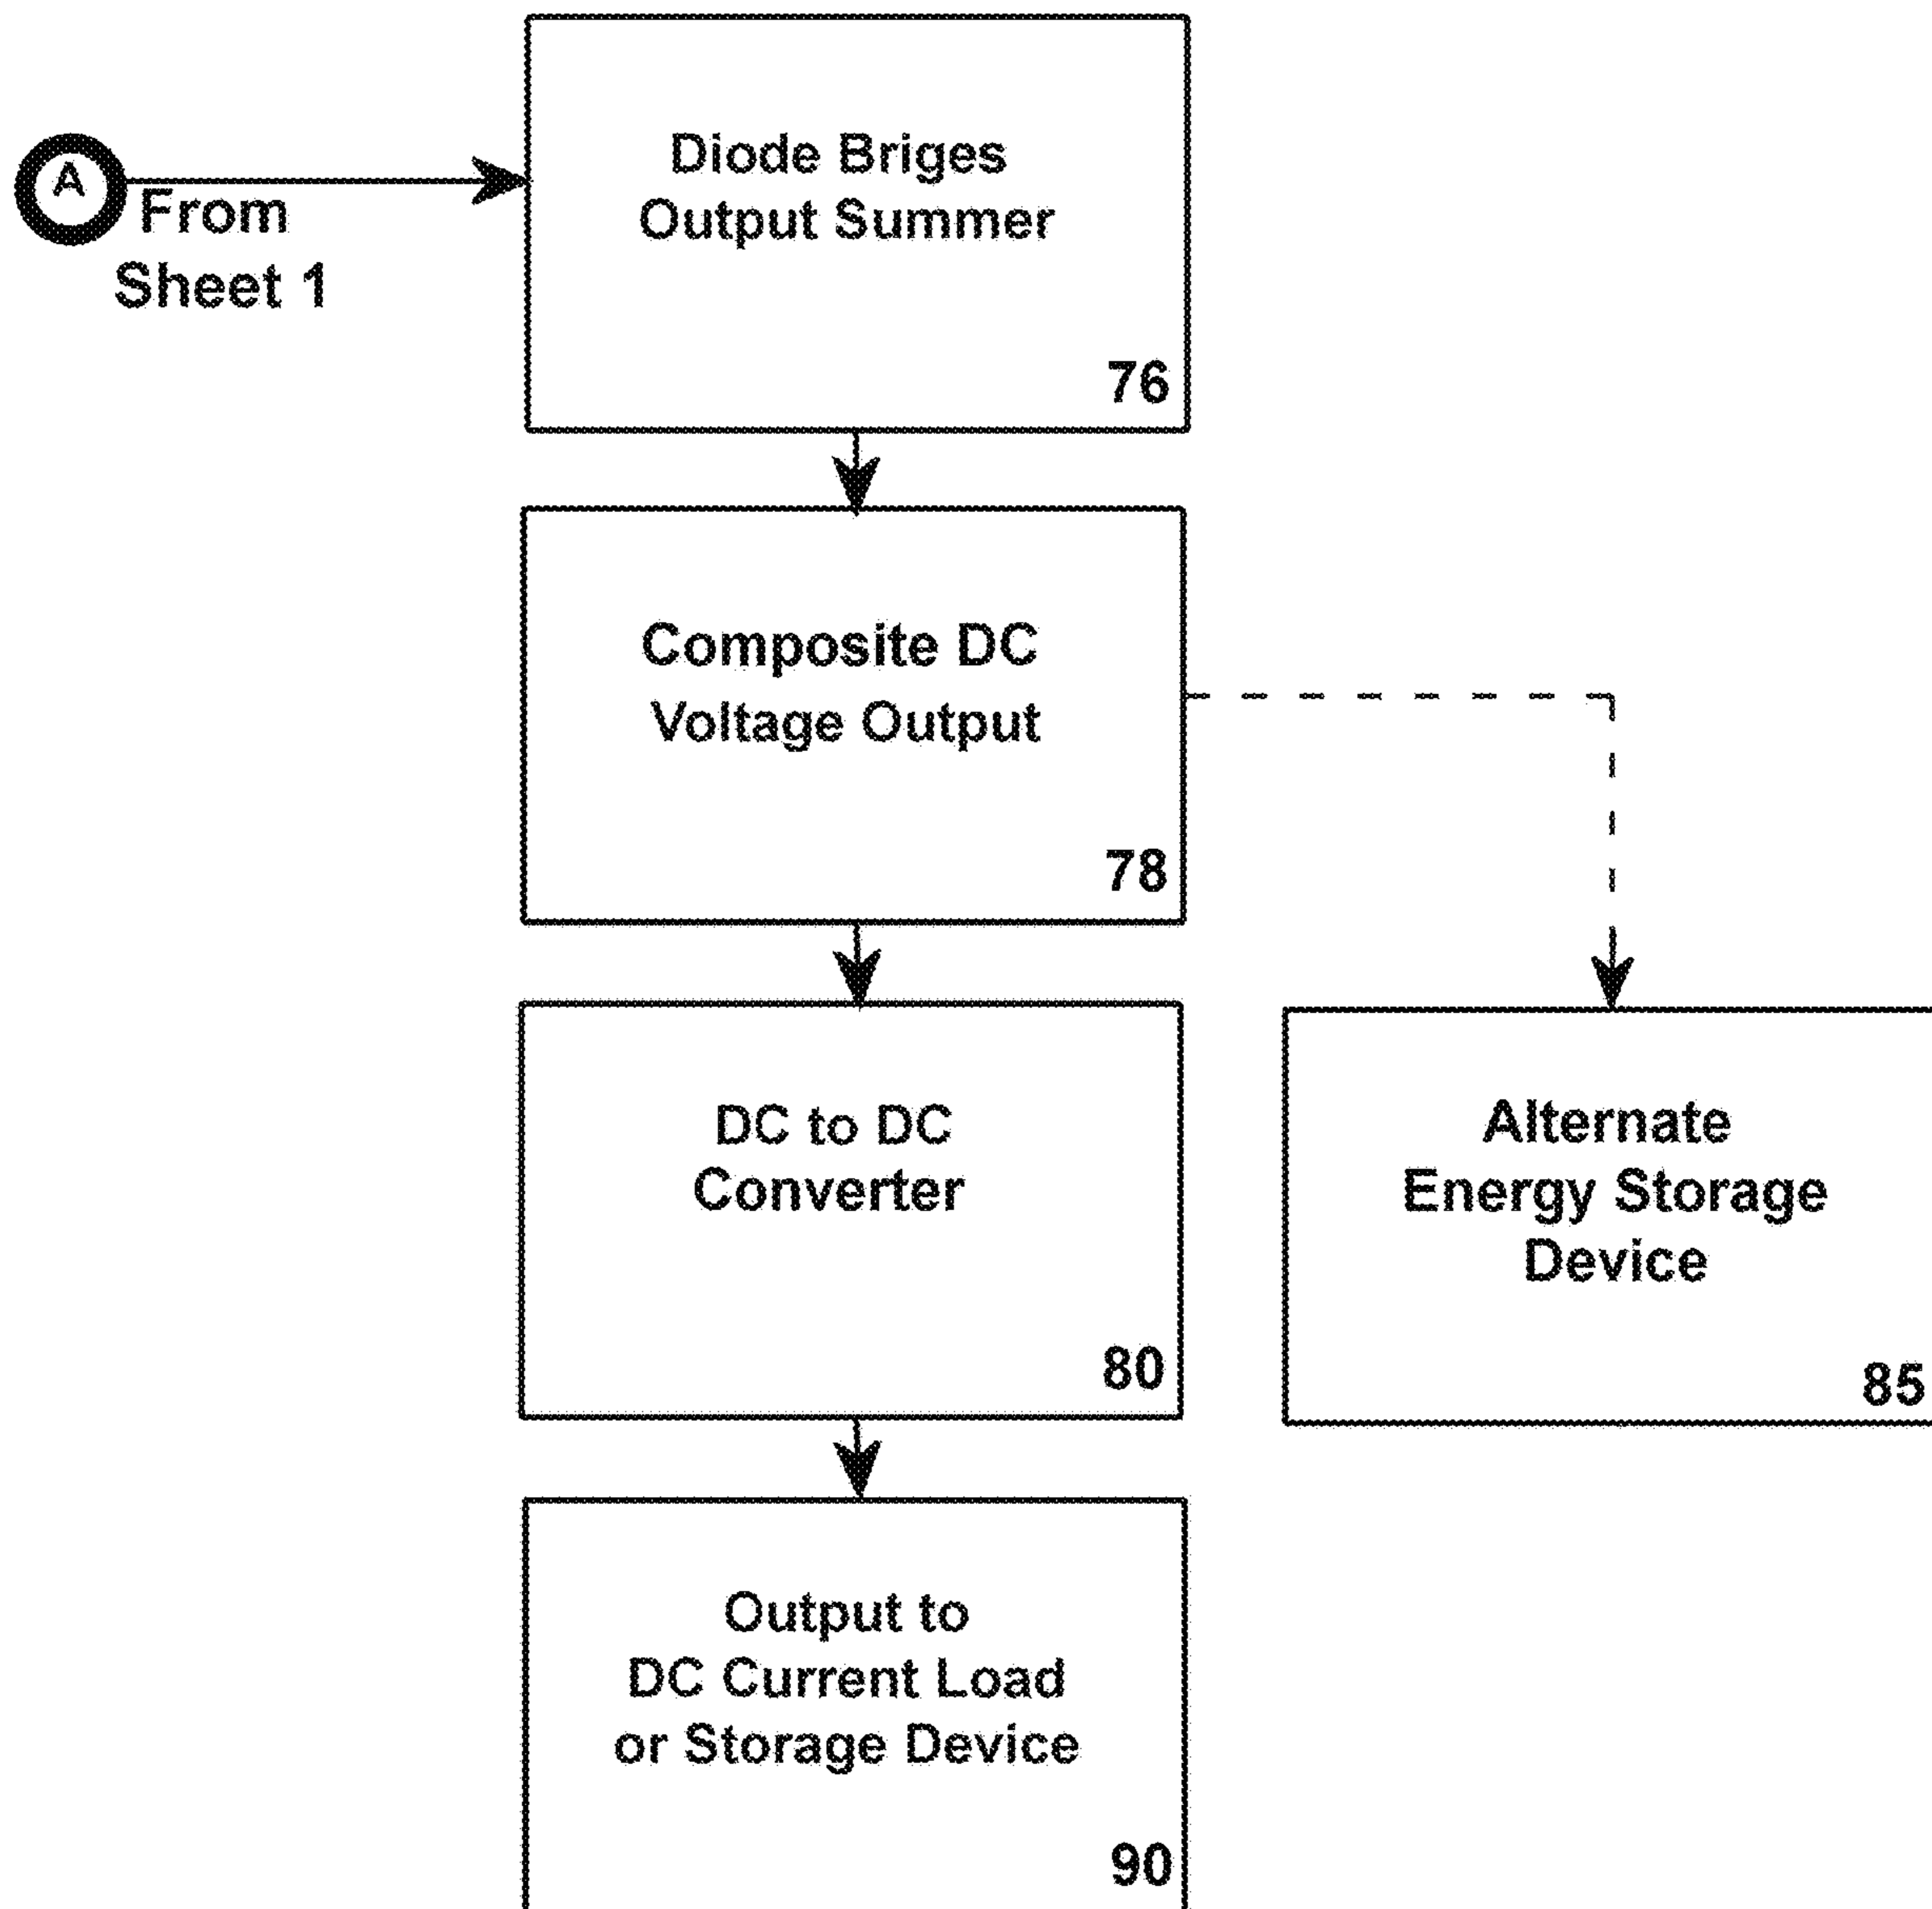 A
From
Sheet 1
Diode Briges
Output Summer
76
Composite DC
Voltage Output
78
DC to DC
Converter
80
Alternate
Energy Storage
Device
85
Output to
DC Current Load
or Storage Device
90